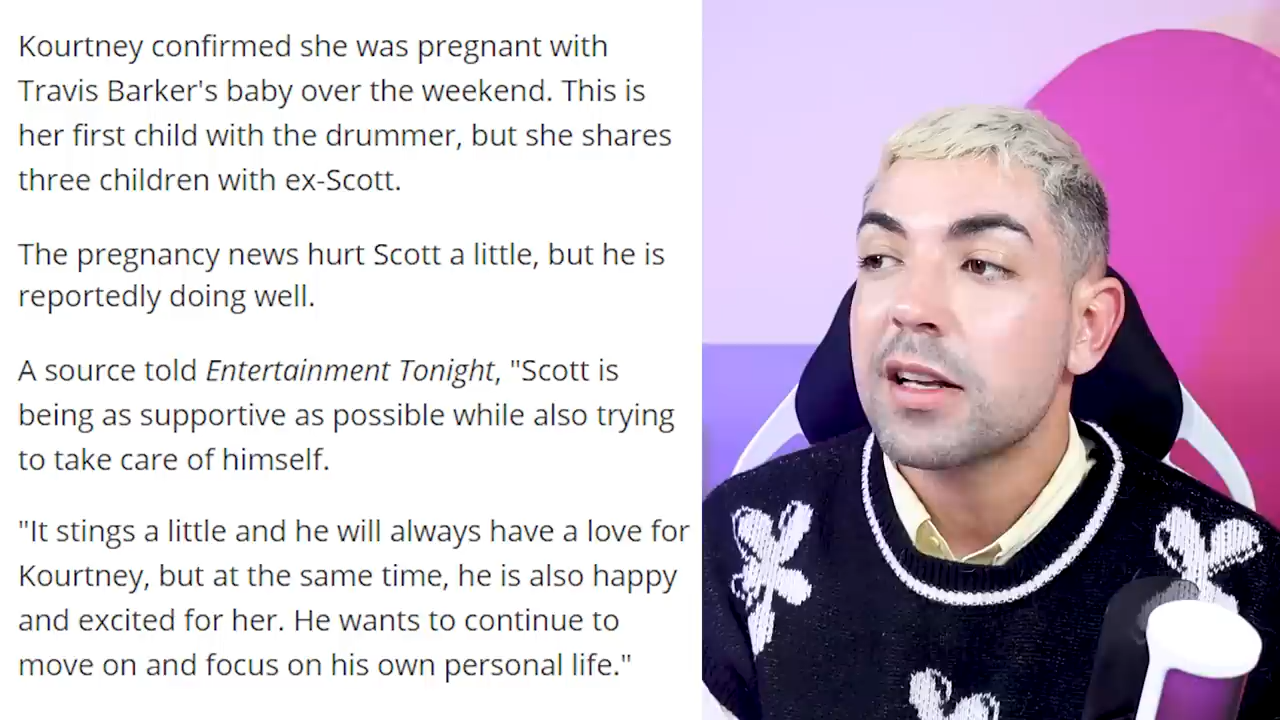 Kourtney confirmed she was pregnant with
Travis Barker's baby over the weekend. This is
her first child with the drummer, but she shares
three children with ex-Scott.
The pregnancy news hurt Scott a little, but he is
reportedly doing well.
A source told Entertainment Tonight, "Scott is
being as supportive as possible while also trying
to take care of himself.
"It stings a little and he will always have a love for
Kourtney, but at the same time, he is also happy
and excited for her. He wants to continue to
move on and focus on his own personal life."